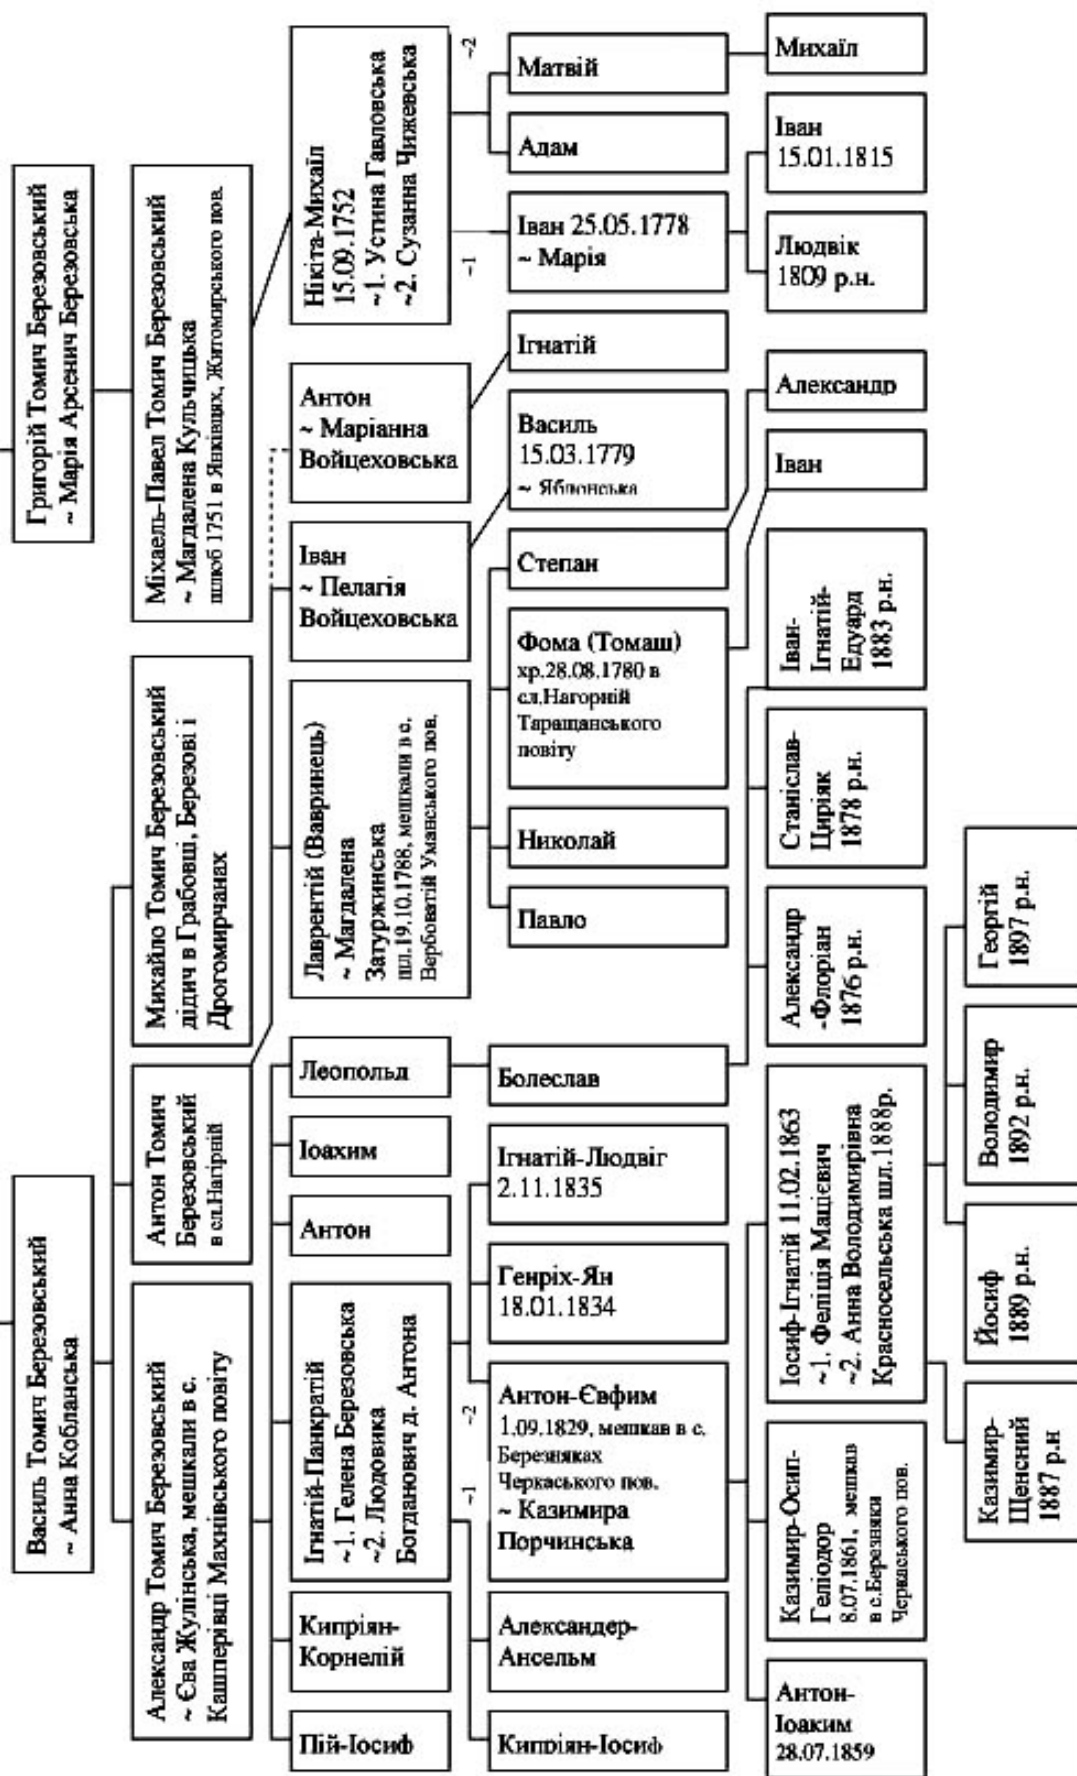 Василь Томич Березовський
~ Анна Кобланська
Григорій Томич Березовський
~ Марія Арсенич Березовська
Александр Томич Березовський
~ Єва Жулінська, мешкали в с.
Кашперівці Махнівського повіту
Антон Томич
Березовський
в сл.Нагірній
Михайло Томич Березовський
дідич в Грабовці, Березові і
Дрогомирчанах
Міхаель-Павел Томич Березовський
~ Магдалена Кульчицька
шлюб 1751 в Янківцях, Житомирського пов.
Пій-Іосиф
Кипріян-
Корнелій
Ігнатій-Панкратій
~1. Гелена Березовська
~2. Людовика
Богданович д. Антона
Антон
Іоахим
Леопольд
Лаврентій (Вавринець)
~ Магдалена
Затуржинська
шл.19.10.1788, мешкали в с.
Вербоватій Уманського пов.
Іван
~ Пелагія
Войцеховська
Антон
~ Маріанна
Войцеховська
Нікіта-Михаїл
15.09.1752
~1. Устина Гавловська
~2. Сузанна Чижевська
~1
~2
~1
~2
Кипріян-Іосиф
Александер-
Ансельм
Антон-Євфим
1.09.1829, мешкав в с.
Березняках
Черкаського пов.
~ Казимира
Порчинська
Генріх-Ян
18.01.1834
Ігнатій-Людвіг
2.11.1835
Болеслав
Павло
Николай
Фома (Томаш)
хр.28.08.1780 в
сл.Нагорній
Таращанського
повіту
Степан
Василь
15.03.1779
~ Яблонська
Ігнатій
Іван 25.05.1778
~ Марія
Адам
Матвій
Антон-
Іоаким
28.07.1859
Казимир-Осип-
Геліодор
8.07.1861, мешкав
в с.Березняки
Черкаського пов.
Іосиф-Ігнатій 11.02.1863
~1. Феліція Мацієвич
~2. Анна Володимирівна
Красносельська шл.1888р.
Александр
-Флоріан
1876 р.н.
Станіслав-
Циріяк
1878 р.н.
Іван-
Ігнатій-
Едуард
1883 р.н.
Іван
Александр
Людвік
1809 р.н.
Іван
15.01.1815
Михаїл
Казимир-
Щенсний
1887 р.н
Йосиф
1889 р.н.
Володимир
1892 р.н.
Георгій
1897 р.н.